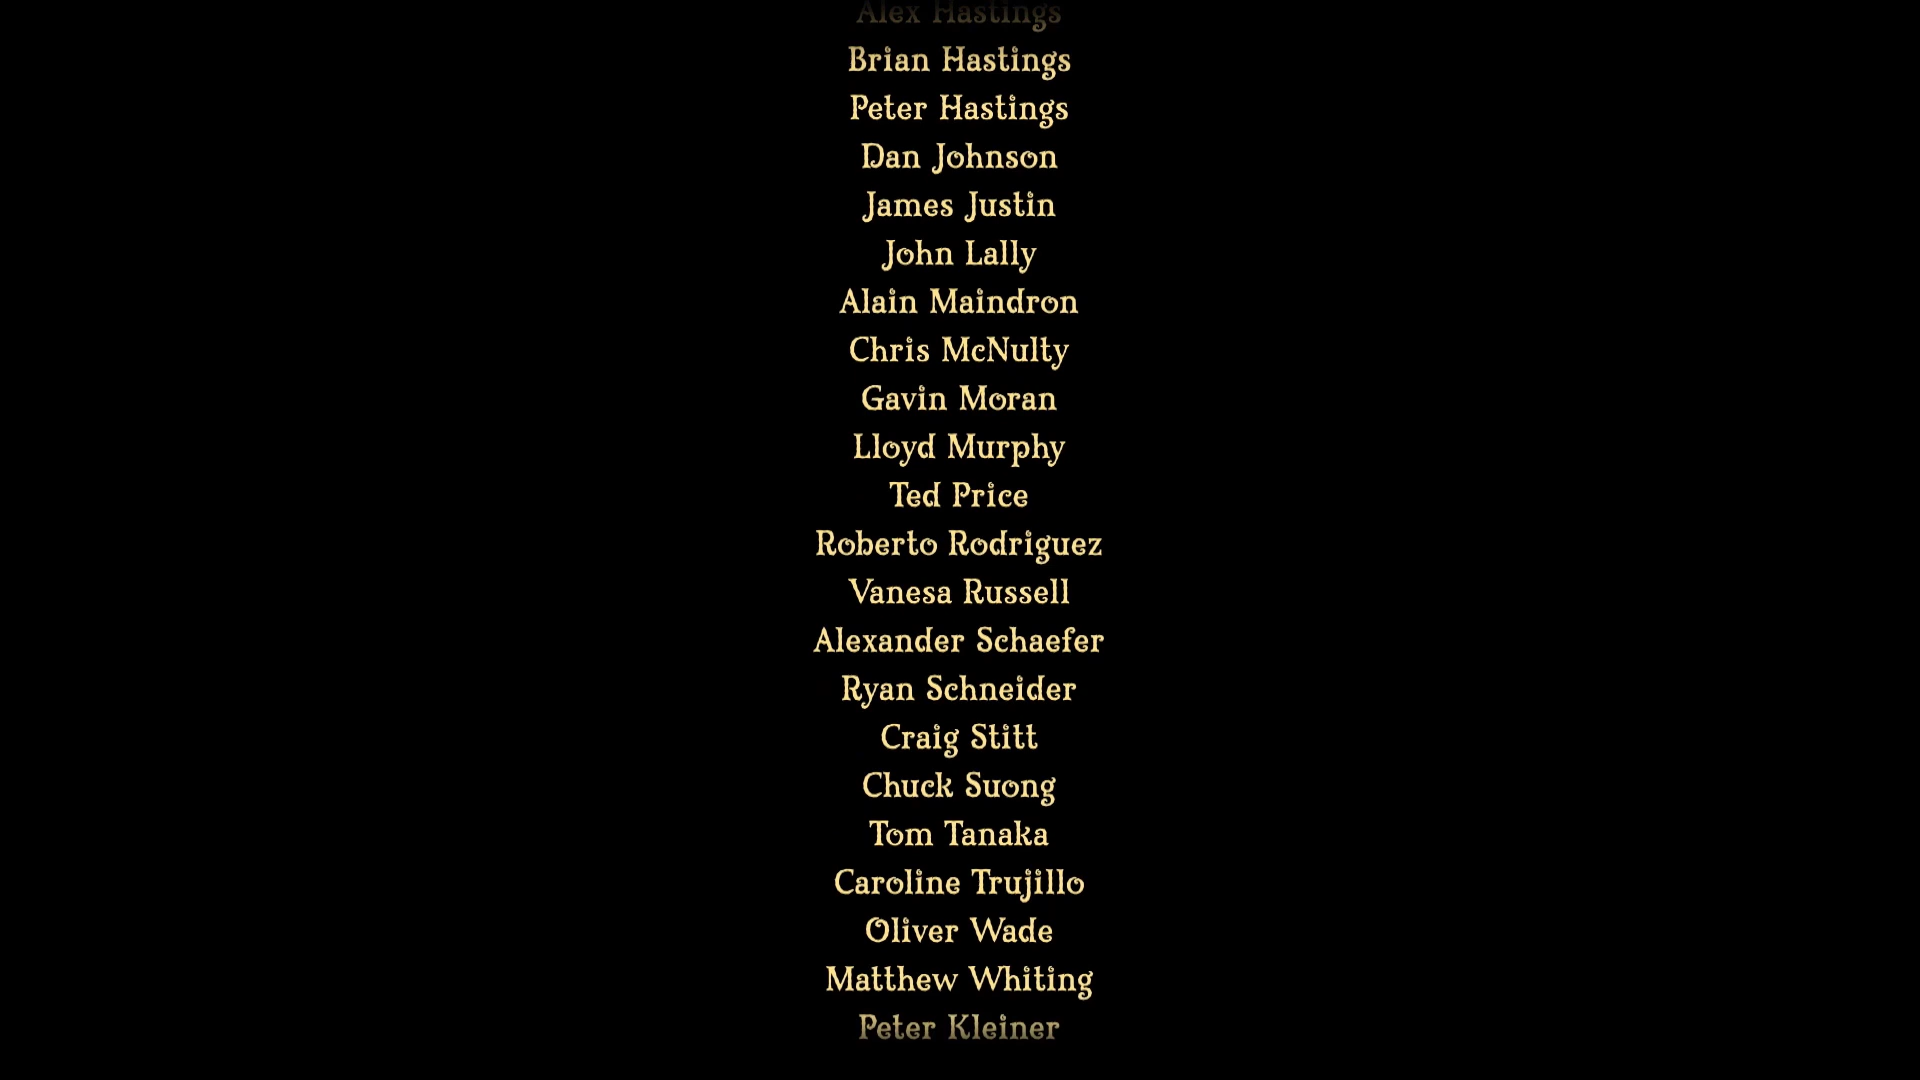 Alex Hastings
Brian Hastings
Peter Hastings
Dan Johnson
James Justin
John Lally
Alain Maindron
Chris McNulty
Gavin Moran
Lloyd Murphy
Ted Price
Roberto Rodriguez
Vanesa Russell
Alexander Schaefer
Ryan Schneider
Craig Stitt
Chuck Suong
Tom Tanaka
Caroline Trujillo
Oliver Wade
Matthew Whiting
Peter Kleiner